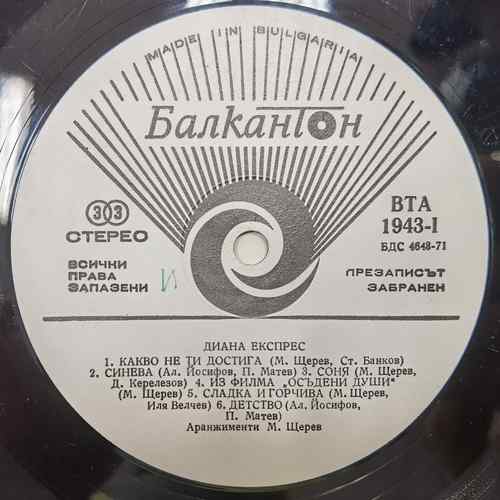 MADE IN BULGARIA
Балкантон
33
СТЕРЕО
ВТА
1943-I
БДС 4648-71
ВСИЧНИ
ПРАВА
ЗАПАЗЕНИ
И
ПРЕЗАПИСЪТ
ЗАБРАНЕН
ДИАНА ЕКСПРЕС
1. КАКВО НЕ ТИ ДОСТИГА (М. Щерев, Ст. Банков)
2. СИНЕВА (Ал. Йосифов, П. Матев) 3. СОНЯ (М. Щерев,
Д. Керелезов) 4. ИЗ ФИЛМА „ОСЪДЕНИ ДУШИ“
(М. Щерев) 5. СЛАДКА И ГОРЧИВА (М. Щерев,
Иля Велчев) 6. ДЕТСТВО (Ал. Йосифов,
П. Матев)
Аранжименти М. Щерев